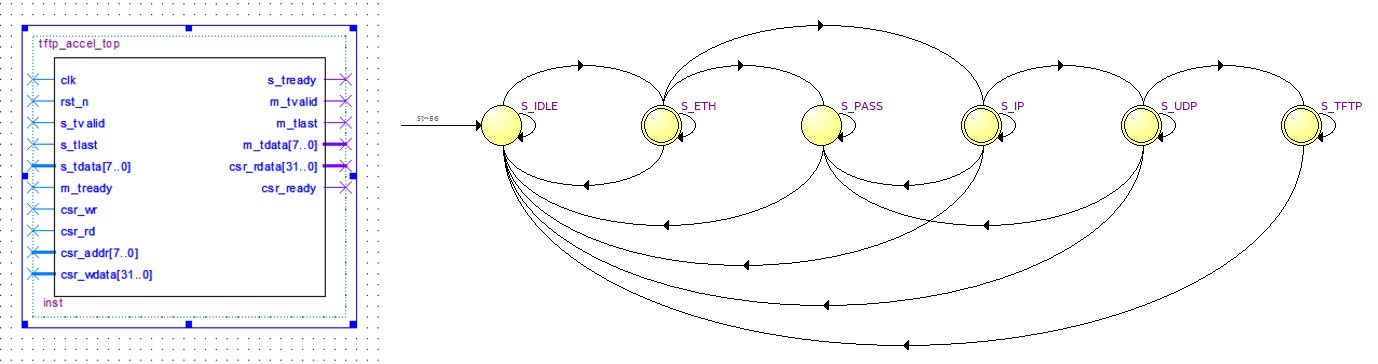 tftp_accel_top
clk
rst_n
s_tvalid
s_tlast
s_tdata[7..0]
m_tready
csr_wr
csr_rd
csr_addr[7..0]
csr_wdata[31..0]
s_tready
m_tvalid
m_tlast
m_tdata[7..0]
csr_rdata[31..0]
csr_ready
inst
S_IDLE
S_ETH
S_PASS
S_IP
S_UDP
S_TFTP